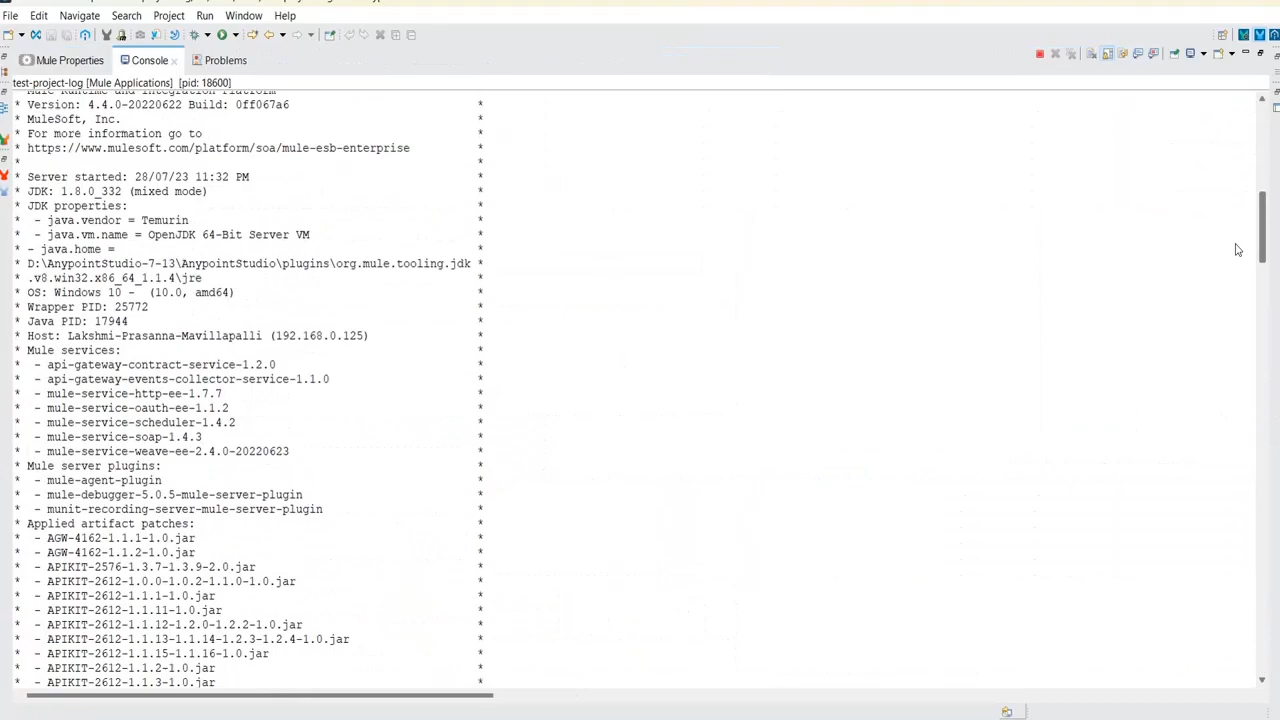 File Edit Navigate Search Project Run Window Help
Mule Properties Console Problems
test-project-log [Mule Applications] [pid: 18600]
* Mule Runtime and Integration Platform *
* Version: 4.4.0-20220622 Build: 0ff067a6 *
* MuleSoft, Inc. *
* For more information go to *
* https://www.mulesoft.com/platform/soa/mule-esb-enterprise *
* *
* Server started: 28/07/23 11:32 PM *
* JDK: 1.8.0_332 (mixed mode) *
* JDK properties: *
* - java.vendor = Temurin *
* - java.vm.name = OpenJDK 64-Bit Server VM *
* - java.home = *
* D:\AnypointStudio-7-13\AnypointStudio\plugins\org.mule.tooling.jdk *
* .v8.win32.x86_64_1.1.4\jre *
* OS: Windows 10 - (10.0, amd64) *
* Wrapper PID: 25772 *
* Java PID: 17944 *
* Host: Lakshmi-Prasanna-Mavillapalli (192.168.0.125) *
* Mule services: *
* - api-gateway-contract-service-1.2.0 *
* - api-gateway-events-collector-service-1.1.0 *
* - mule-service-http-ee-1.7.7 *
* - mule-service-oauth-ee-1.1.2 *
* - mule-service-scheduler-1.4.2 *
* - mule-service-soap-1.4.3 *
* - mule-service-weave-ee-2.4.0-20220623 *
* Mule server plugins: *
* - mule-agent-plugin *
* - mule-debugger-5.0.5-mule-server-plugin *
* - munit-recording-server-mule-server-plugin *
* Applied artifact patches: *
* - AGW-4162-1.1.1-1.0.jar *
* - AGW-4162-1.1.2-1.0.jar *
* - APIKIT-2576-1.3.7-1.3.9-2.0.jar *
* - APIKIT-2612-1.0.0-1.0.2-1.1.0-1.0.jar *
* - APIKIT-2612-1.1.1-1.0.jar *
* - APIKIT-2612-1.1.11-1.0.jar *
* - APIKIT-2612-1.1.12-1.2.0-1.2.2-1.0.jar *
* - APIKIT-2612-1.1.13-1.1.14-1.2.3-1.2.4-1.0.jar *
* - APIKIT-2612-1.1.15-1.1.16-1.0.jar *
* - APIKIT-2612-1.1.2-1.0.jar *
* - APIKIT-2612-1.1.3-1.0.jar *